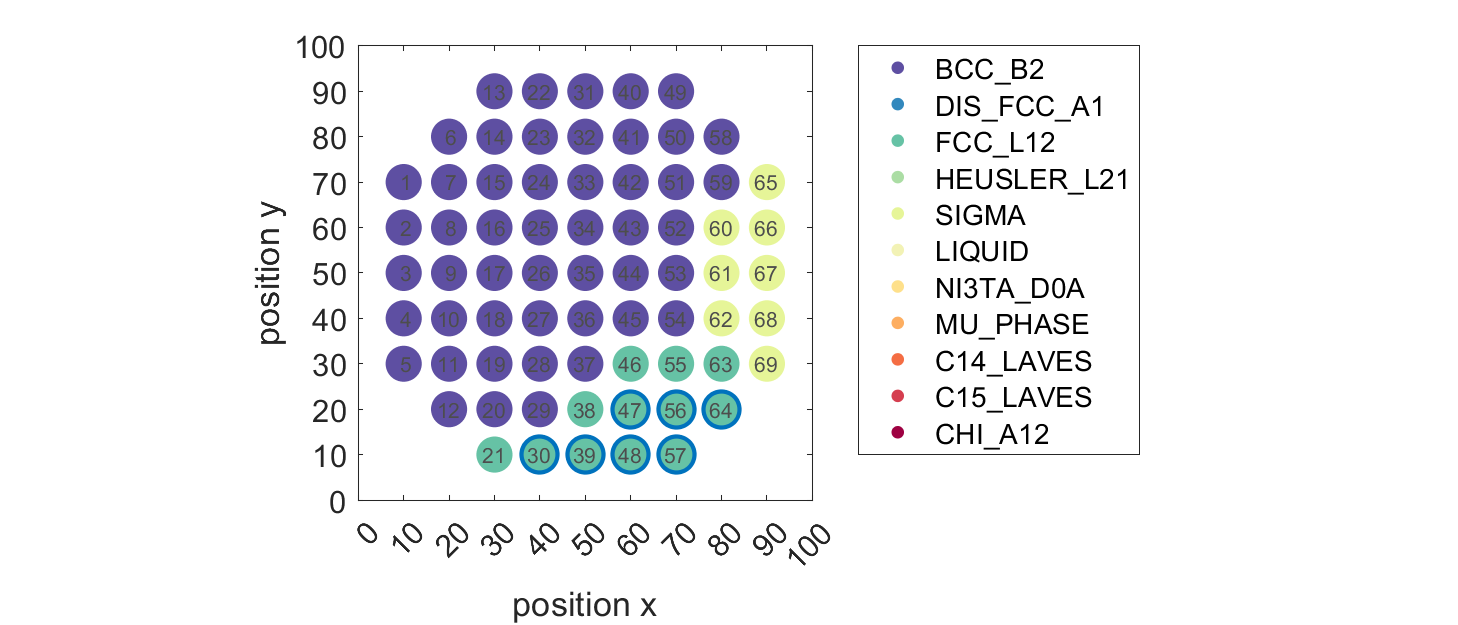 100
90
80
70
60
50
40
30
20
10
0
position y
13 22 31 40 49
6 14 23 32 41 50 58
1 7 15 24 33 42 51 59 65
2 8 16 25 34 43 52 60 66
3 9 17 26 35 44 53 61 67
4 10 18 27 36 45 54 62 68
5 11 19 28 37 46 55 63 69
12 20 29 38 47 56 64
21 30 39 48 57
0 10 20 30 40 50 60 70 80 90 100
position x
BCC_B2
DIS_FCC_A1
FCC_L12
HEUSLER_L21
SIGMA
LIQUID
NI3TA_D0A
MU_PHASE
C14_LAVES
C15_LAVES
CHI_A12